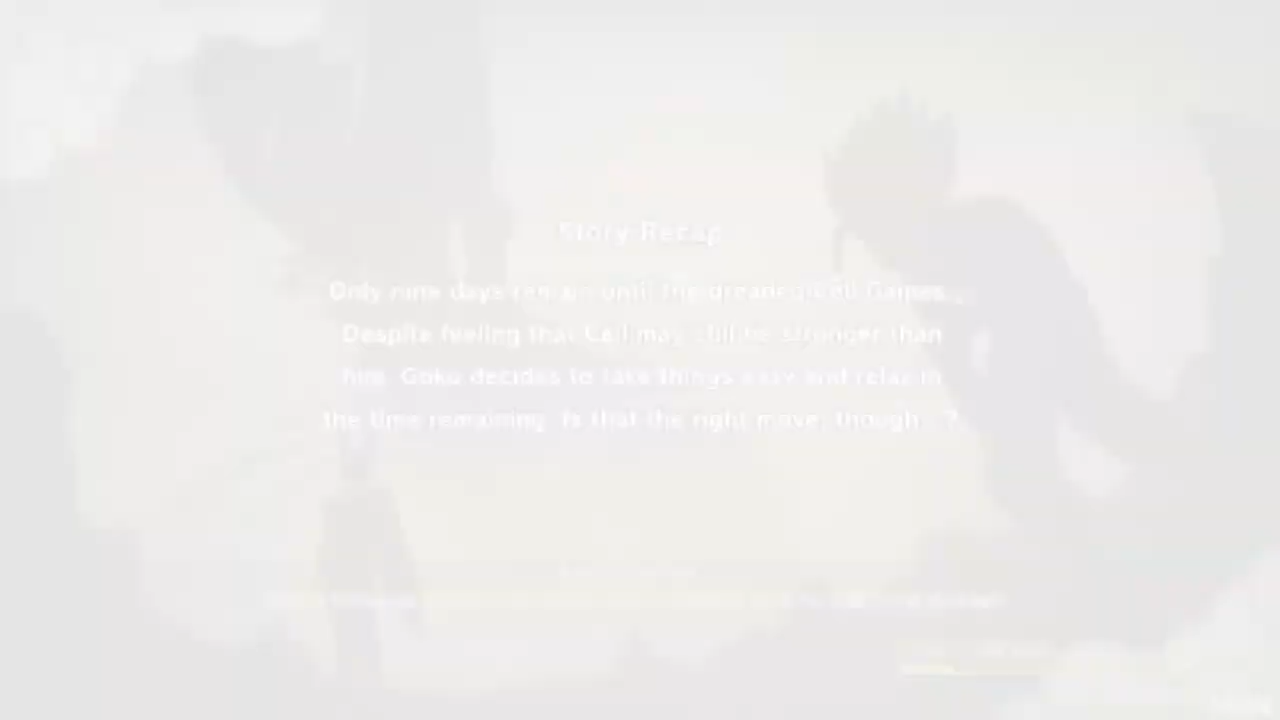 Story Recap
Only nine days remain until the dreaded Cell Games...
Despite feeling that Cell may still be stronger than
him, Goku decides to take things easy and relax in
the time remaining. Is that the right move, though...?